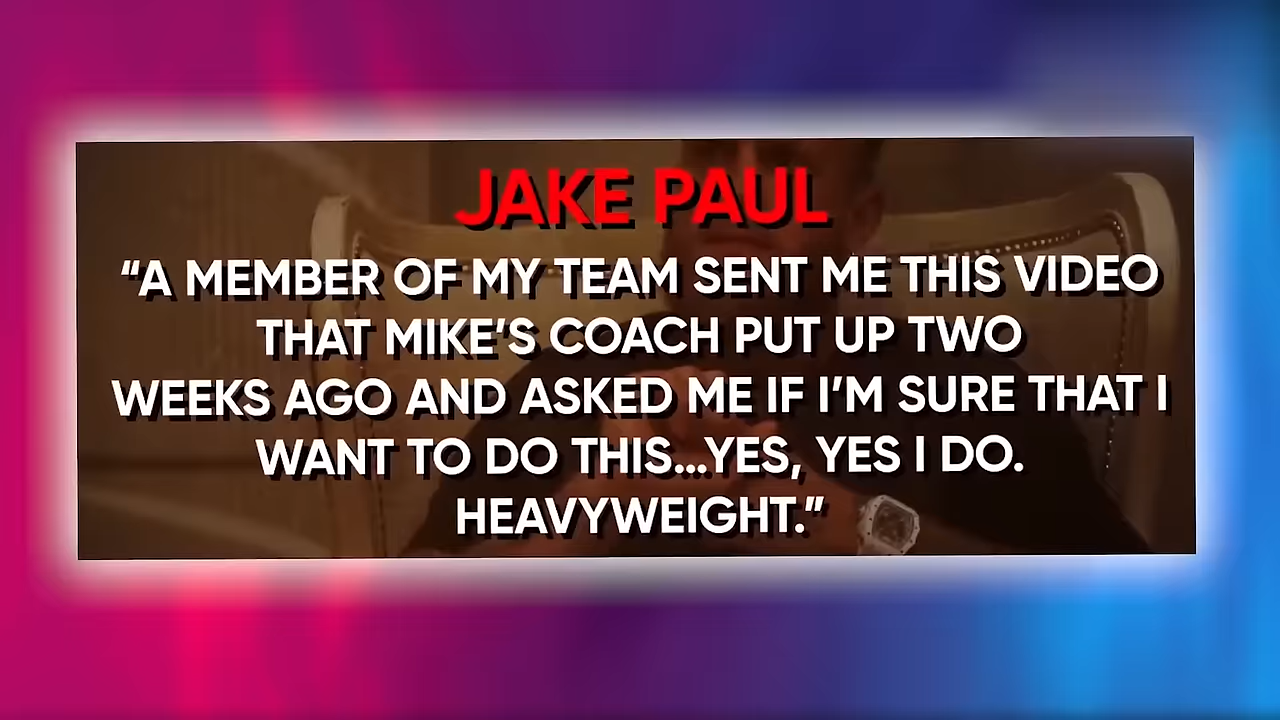 JAKE PAUL
“A MEMBER OF MY TEAM SENT ME THIS VIDEO
THAT MIKE’S COACH PUT UP TWO
WEEKS AGO AND ASKED ME IF I’M SURE THAT I
WANT TO DO THIS...YES, YES I DO.
HEAVYWEIGHT.”